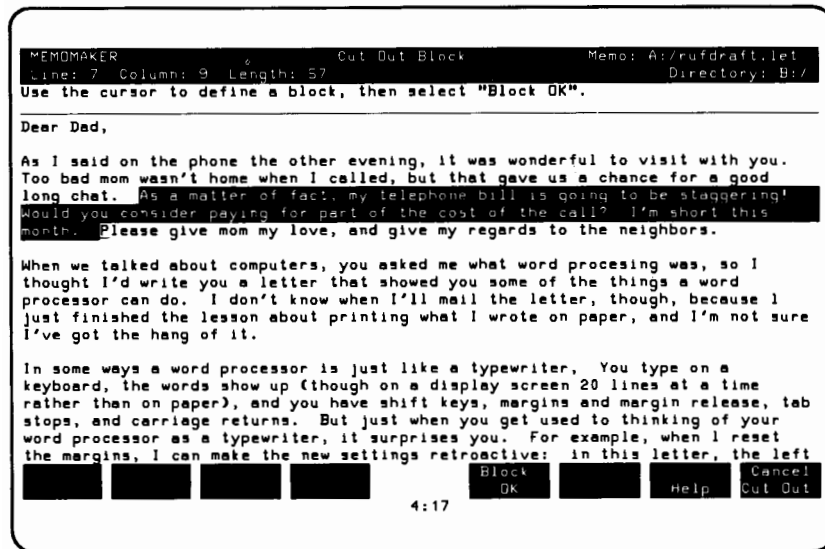 MEMOMAKER Cut Out Block Memo: A:/rufdraft.let
Line: 7 Column: 9 Length: 57 Directory: B:/
Use the cursor to define a block, then select "Block OK".
Dear Dad,
As I said on the phone the other evening, it was wonderful to visit with you.
Too bad mom wasn't home when I called, but that gave us a chance for a good
long chat. As a matter of fact, my telephone bill is going to be staggering!
Would you consider paying for part of the cost of the call? I'm short this
month. Please give mom my love, and give my regards to the neighbors.
When we talked about computers, you asked me what word procesing was, so I
thought I'd write you a letter that showed you some of the things a word
processor can do. I don't know when I'll mail the letter, though, because I
just finished the lesson about printing what I wrote on paper, and I'm not sure
I've got the hang of it.
In some ways a word processor is just like a typewriter, You type on a
keyboard, the words show up (though on a display screen 20 lines at a time
rather than on paper), and you have shift keys, margins and margin release, tab
stops, and carriage returns. But just when you get used to thinking of your
word processor as a typewriter, it surprises you. For example, when I reset
the margins, I can make the new settings retroactive: in this letter, the left
Block Cancel
OK Help Cut Out
4:17